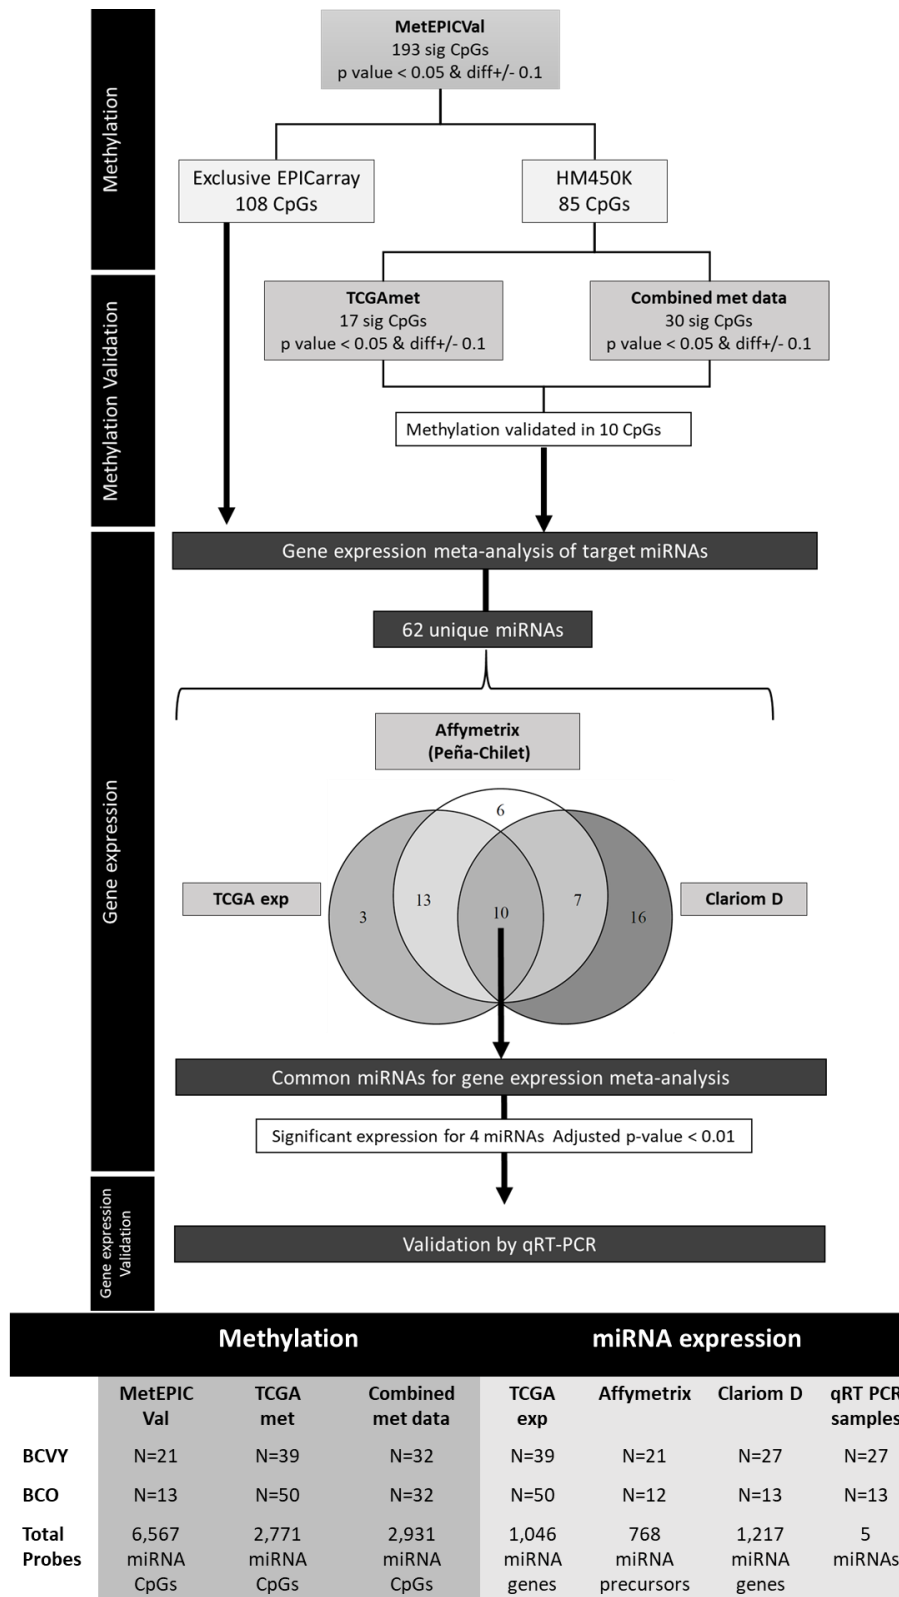 Methylation
MetEPICVal
193 sig CpGs
p value < 0.05 & diff+/- 0.1
Exclusive EPICarray
108 CpGs
HM450K
85 CpGs
Methylation Validation
TCGAmet
17 sig CpGs
p value < 0.05 & diff+/- 0.1
Combined met data
30 sig CpGs
p value < 0.05 & diff+/- 0.1
Methylation validated in 10 CpGs
Gene expression
Gene expression meta-analysis of target miRNAs
62 unique miRNAs
Affymetrix
(Peña-Chilet)
TCGA exp
Clariom D
6
3
13
10
7
16
Common miRNAs for gene expression meta-analysis
Significant expression for 4 miRNAs Adjusted p-value < 0.01
Gene expression
Validation
Validation by qRT-PCR
Methylation miRNA expression
MetEPIC TCGA Combined TCGA Affymetrix Clariom D qRT PCR
Val met met data exp samples
BCVY N=21 N=39 N=32 N=39 N=21 N=27 N=27
BCO N=13 N=50 N=32 N=50 N=12 N=13 N=13
Total 6,567 2,771 2,931 1,046 768 1,217 5
Probes miRNA miRNA miRNA miRNA miRNA miRNA miRNAs
CpGs CpGs CpGs genes precursors genes